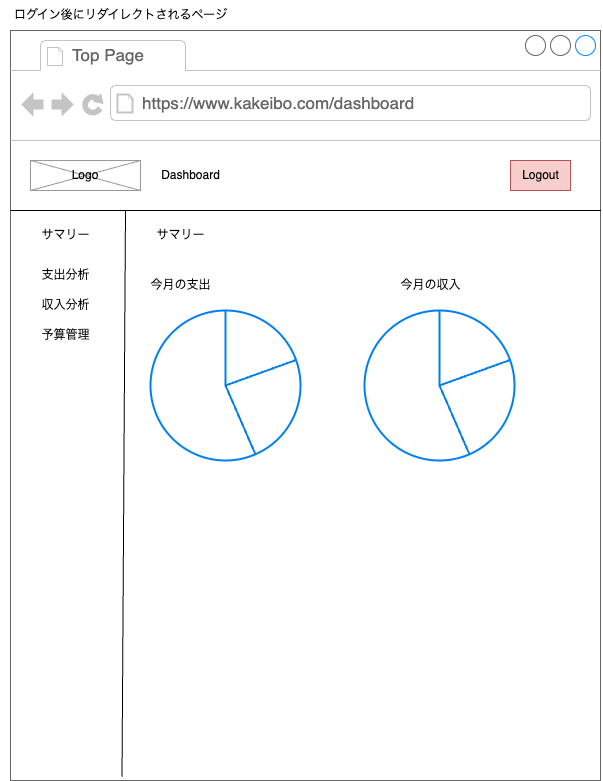 ログイン後にリダイレクトされるページ
Top Page
https://www.kakeibo.com/dashboard
Logo
Dashboard
Logout
サマリー
支出分析
収入分析
予算管理
サマリー
今月の支出
今月の収入